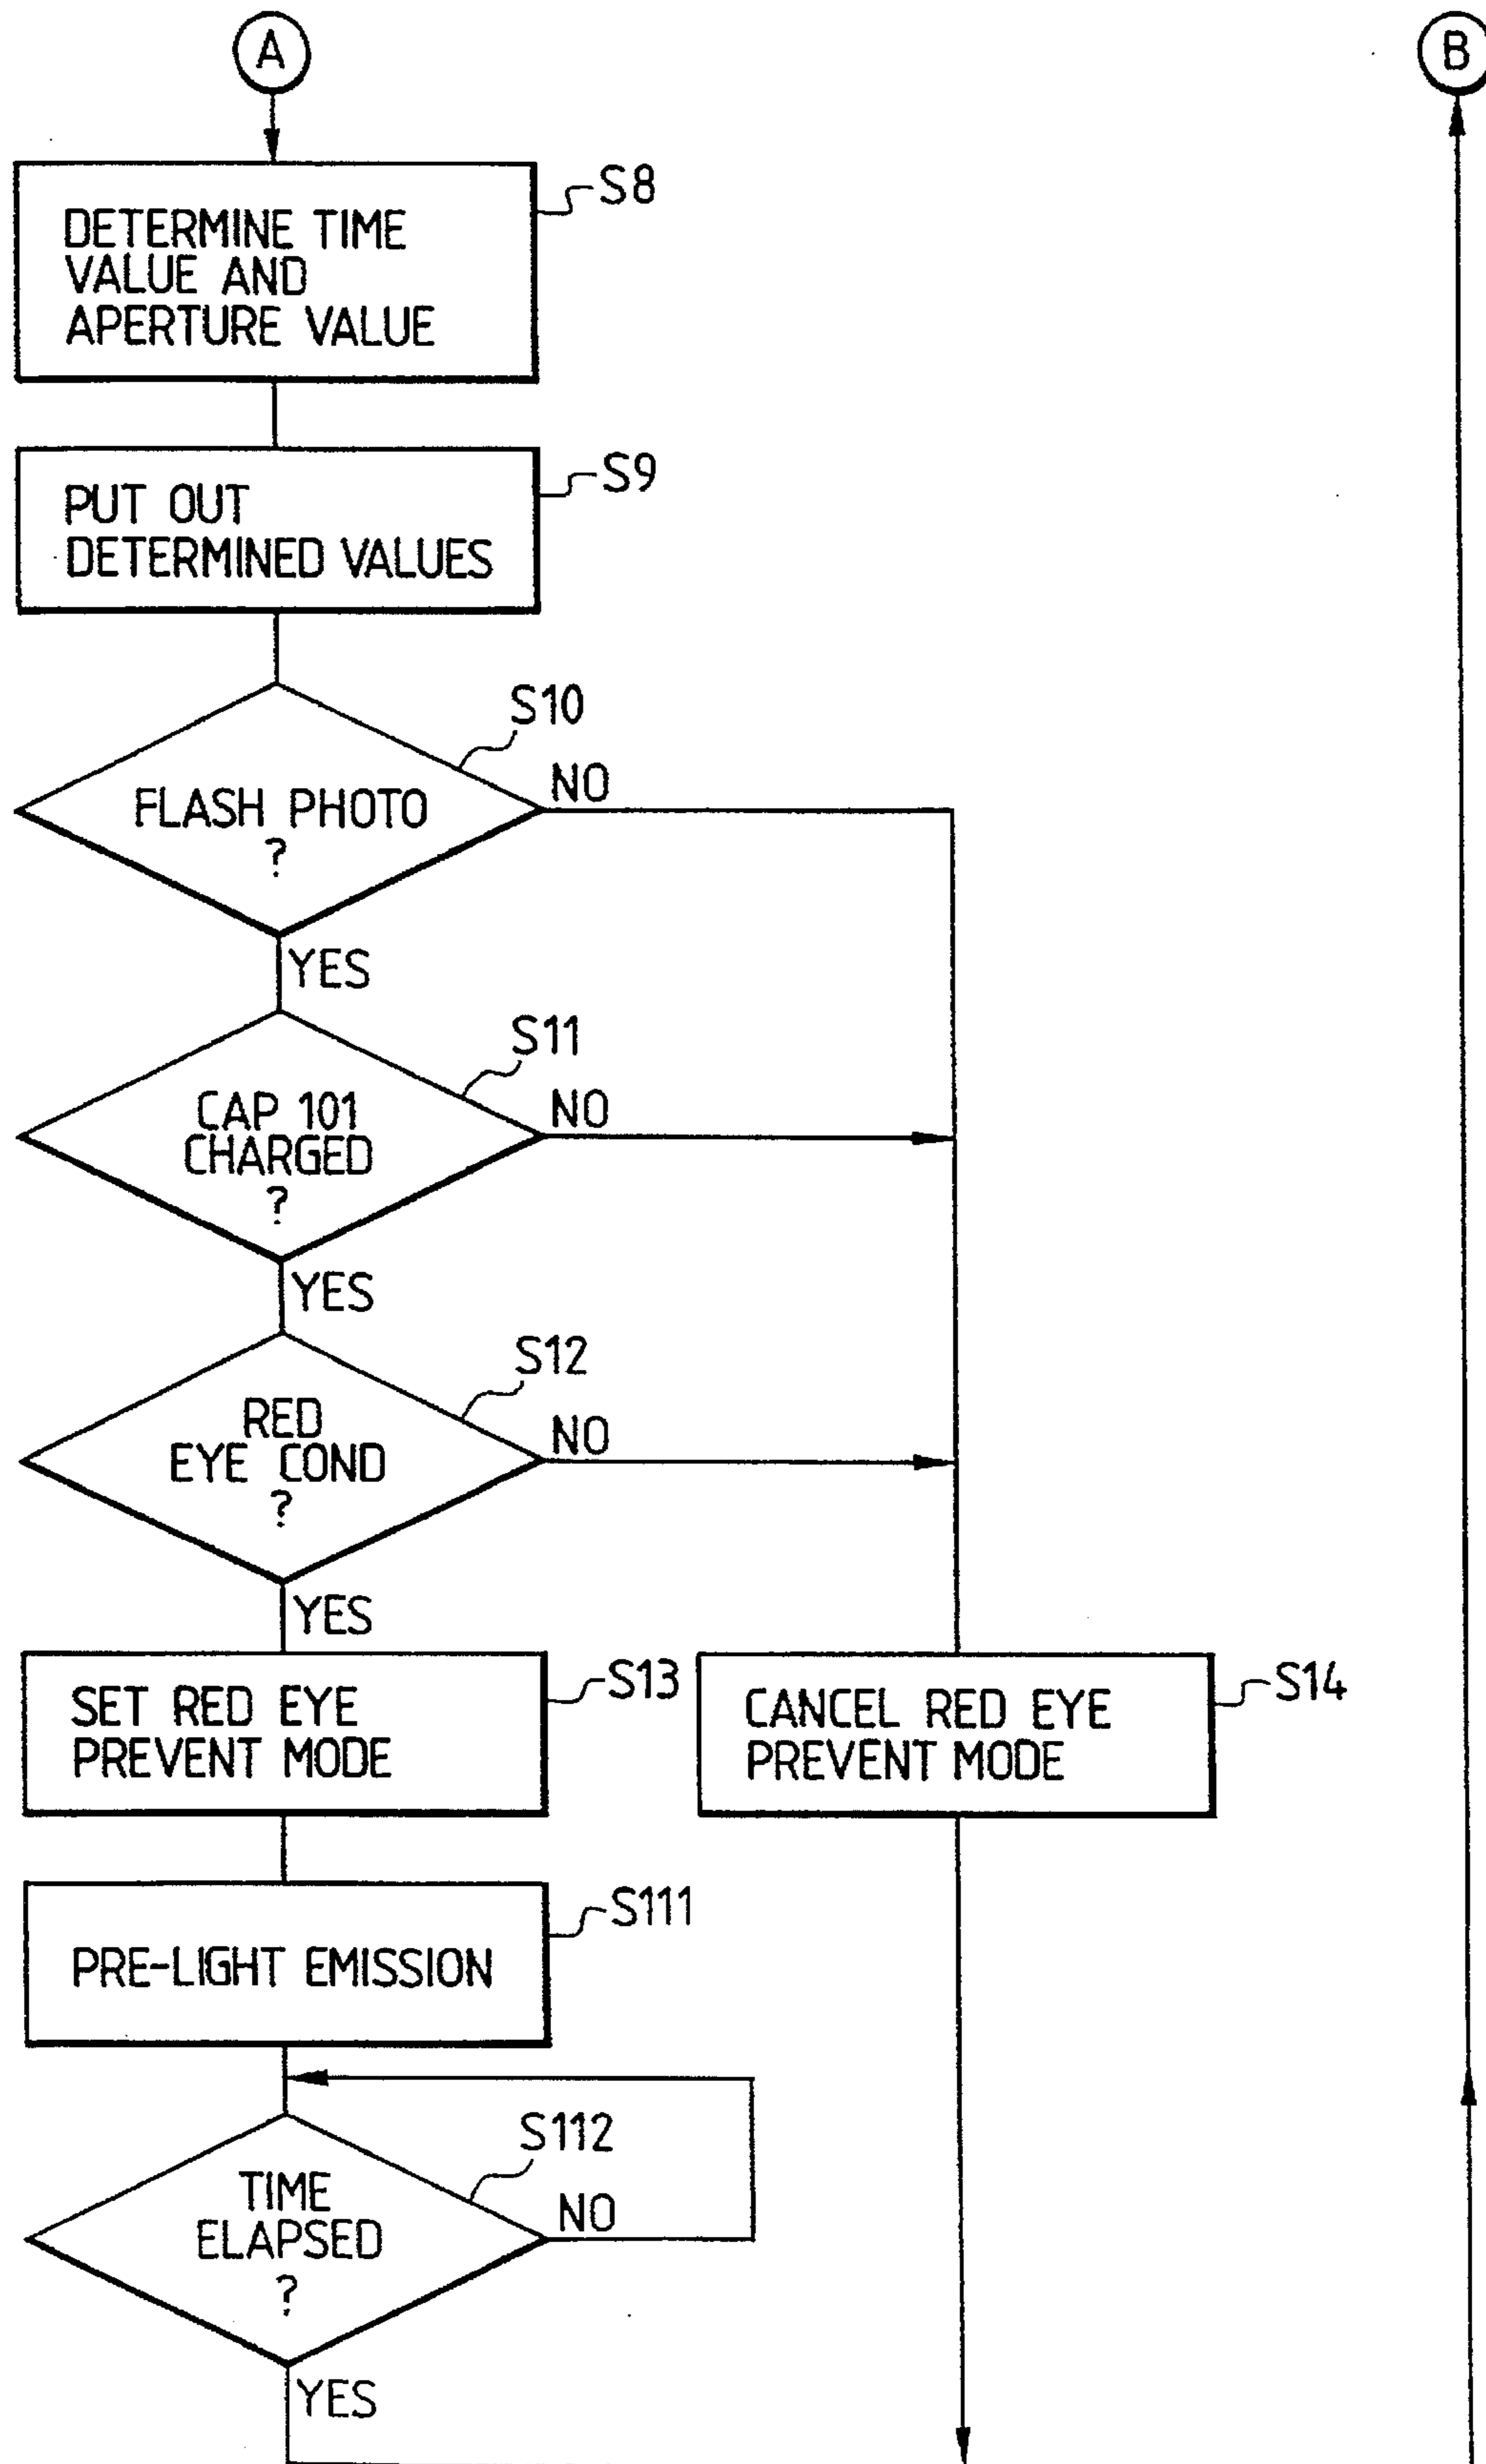 A
B
S8
DETERMINE TIME
VALUE AND
APERTURE VALUE
S9
PUT OUT
DETERMINED VALUES
S10
FLASH PHOTO
?
NO
YES
S11
CAP 101
CHARGED
?
NO
YES
S12
RED
EYE COND
?
NO
YES
S13
SET RED EYE
PREVENT MODE
S14
CANCEL RED EYE
PREVENT MODE
S111
PRE-LIGHT EMISSION
S112
TIME
ELAPSED
?
NO
YES